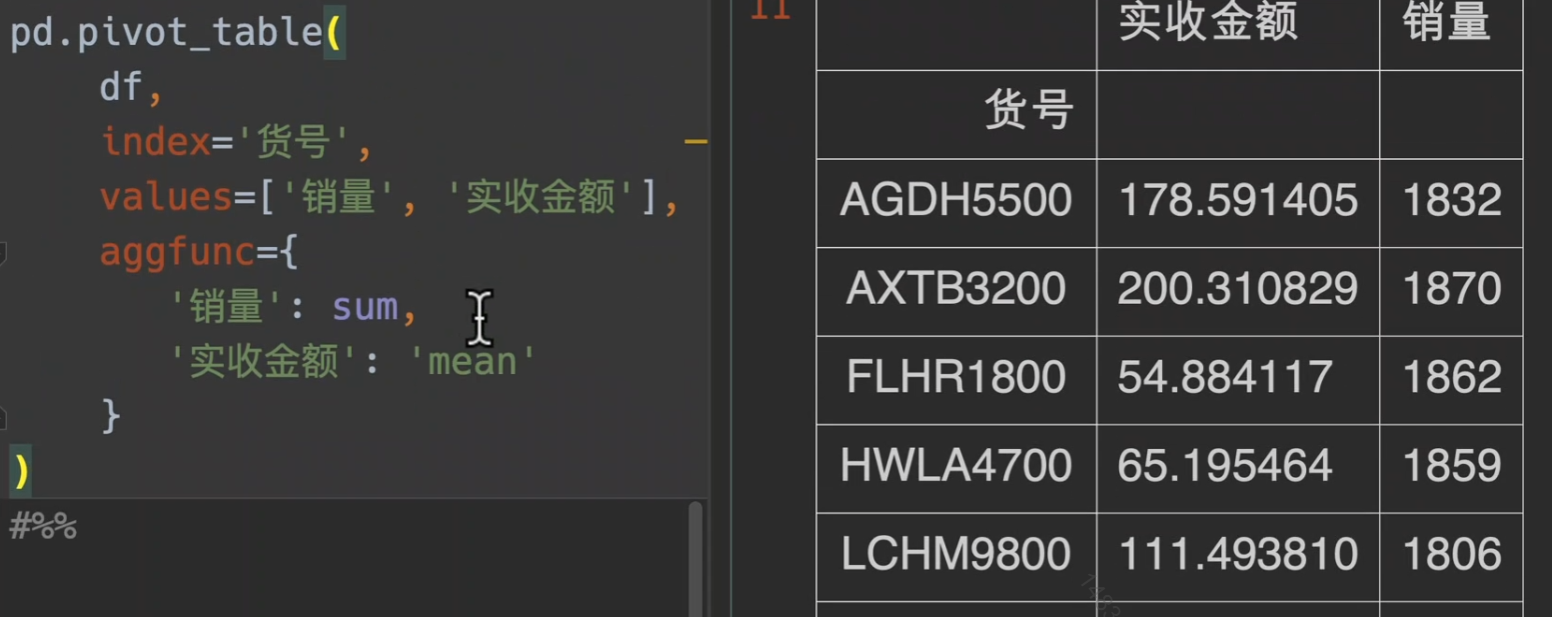 pd.pivot_table(
df,
index='货号',
values=['销量', '实收金额'],
aggfunc={
'销量': sum,
'实收金额': 'mean'
}
)
#%%
11
实收金额 销量
货号
AGDH5500 178.591405 1832
AXTB3200 200.310829 1870
FLHR1800 54.884117 1862
HWLA4700 65.195464 1859
LCHM9800 111.493810 1806